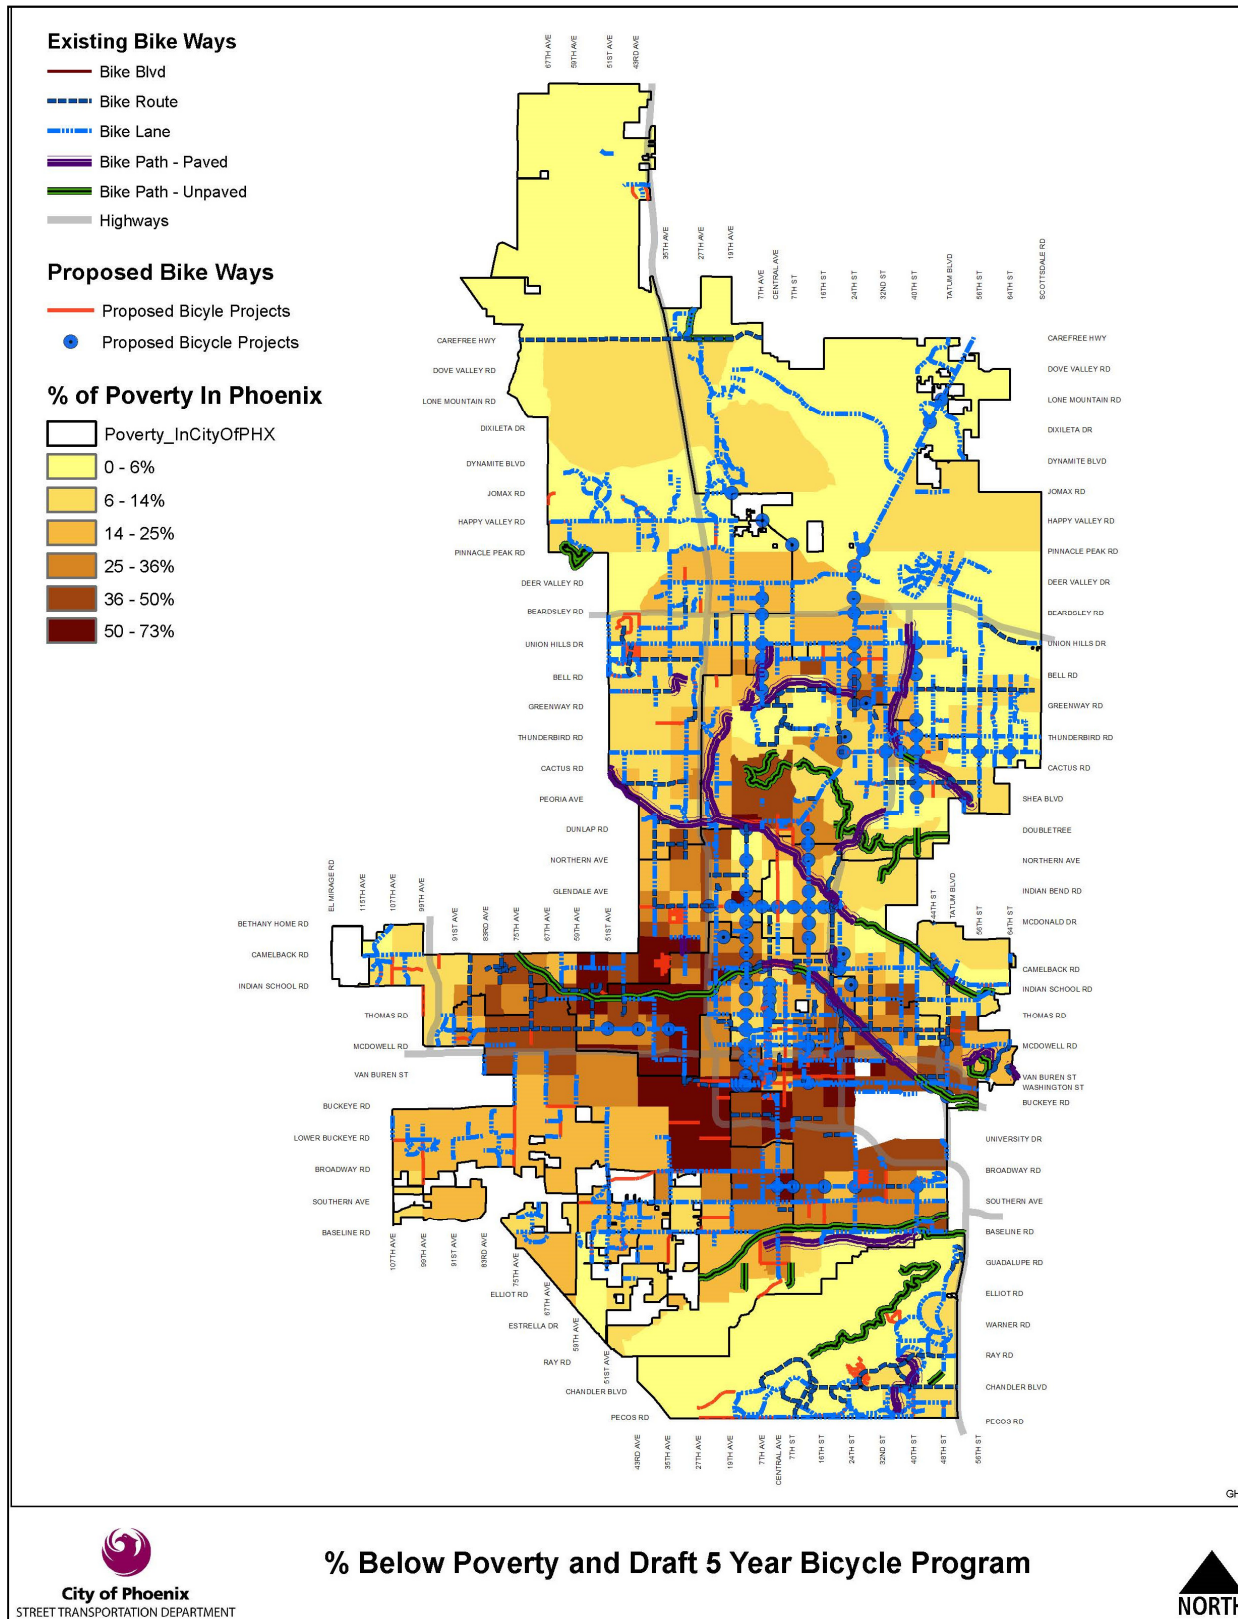 Existing Bike Ways
Bike Blvd
Bike Route
Bike Lane
Bike Path - Paved
Bike Path - Unpaved
Highways
Proposed Bike Ways
Proposed Bicyle Projects
Proposed Bicycle Projects
% of Poverty In Phoenix
Poverty_InCityOfPHX
0 - 6%
6 - 14%
14 - 25%
25 - 36%
36 - 50%
50 - 73%
67TH AVE
59TH AVE
51ST AVE
43RD AVE
35TH AVE
27TH AVE
19TH AVE
7TH AVE
CENTRAL AVE
7TH ST
16TH ST
24TH ST
32ND ST
40TH ST
TATUM BLVD
56TH ST
64TH ST
SCOTTSDALE RD
CAREFREE HWY
DOVE VALLEY RD
LONE MOUNTAIN RD
DIXILETA DR
DYNAMITE BLVD
JOMAX RD
HAPPY VALLEY RD
PINNACLE PEAK RD
DEER VALLEY RD
BEARDSLEY RD
UNION HILLS DR
BELL RD
GREENWAY RD
THUNDERBIRD RD
CACTUS RD
PEORIA AVE
DUNLAP RD
NORTHERN AVE
GLENDALE AVE
CAREFREE HWY
DOVE VALLEY RD
LONE MOUNTAIN RD
DIXILETA DR
DYNAMITE BLVD
JOMAX RD
HAPPY VALLEY RD
PINNACLE PEAK RD
DEER VALLEY DR
BEARDSLEY RD
UNION HILLS DR
BELL RD
GREENWAY RD
THUNDERBIRD RD
CACTUS RD
SHEA BLVD
DOUBLETREE
NORTHERN AVE
INDIAN BEND RD
MCDONALD DR
44TH ST
TATUM BLVD
56TH ST
64TH ST
CAMELBACK RD
INDIAN SCHOOL RD
THOMAS RD
MCDOWELL RD
VAN BUREN ST
WASHINGTON ST
BUCKEYE RD
UNIVERSITY DR
BROADWAY RD
SOUTHERN AVE
BASELINE RD
GUADALUPE RD
ELLIOT RD
WARNER RD
RAY RD
CHANDLER BLVD
PECOS RD
EL MIRAGE RD
115TH AVE
107TH AVE
99TH AVE
91ST AVE
83RD AVE
75TH AVE
67TH AVE
59TH AVE
51ST AVE
BETHANY HOME RD
CAMELBACK RD
INDIAN SCHOOL RD
THOMAS RD
MCDOWELL RD
VAN BUREN ST
BUCKEYE RD
LOWER BUCKEYE RD
BROADWAY RD
SOUTHERN AVE
BASELINE RD
107TH AVE
99TH AVE
91ST AVE
83RD AVE
75TH AVE
67TH AVE
59TH AVE
51ST AVE
ELLIOT RD
ESTRELLA DR
RAY RD
CHANDLER BLVD
PECOS RD
43RD AVE
35TH AVE
27TH AVE
19TH AVE
7TH AVE
CENTRAL AVE
7TH ST
16TH ST
24TH ST
32ND ST
40TH ST
48TH ST
56TH ST
GH
City of Phoenix
STREET TRANSPORTATION DEPARTMENT
% Below Poverty and Draft 5 Year Bicycle Program
NORTH